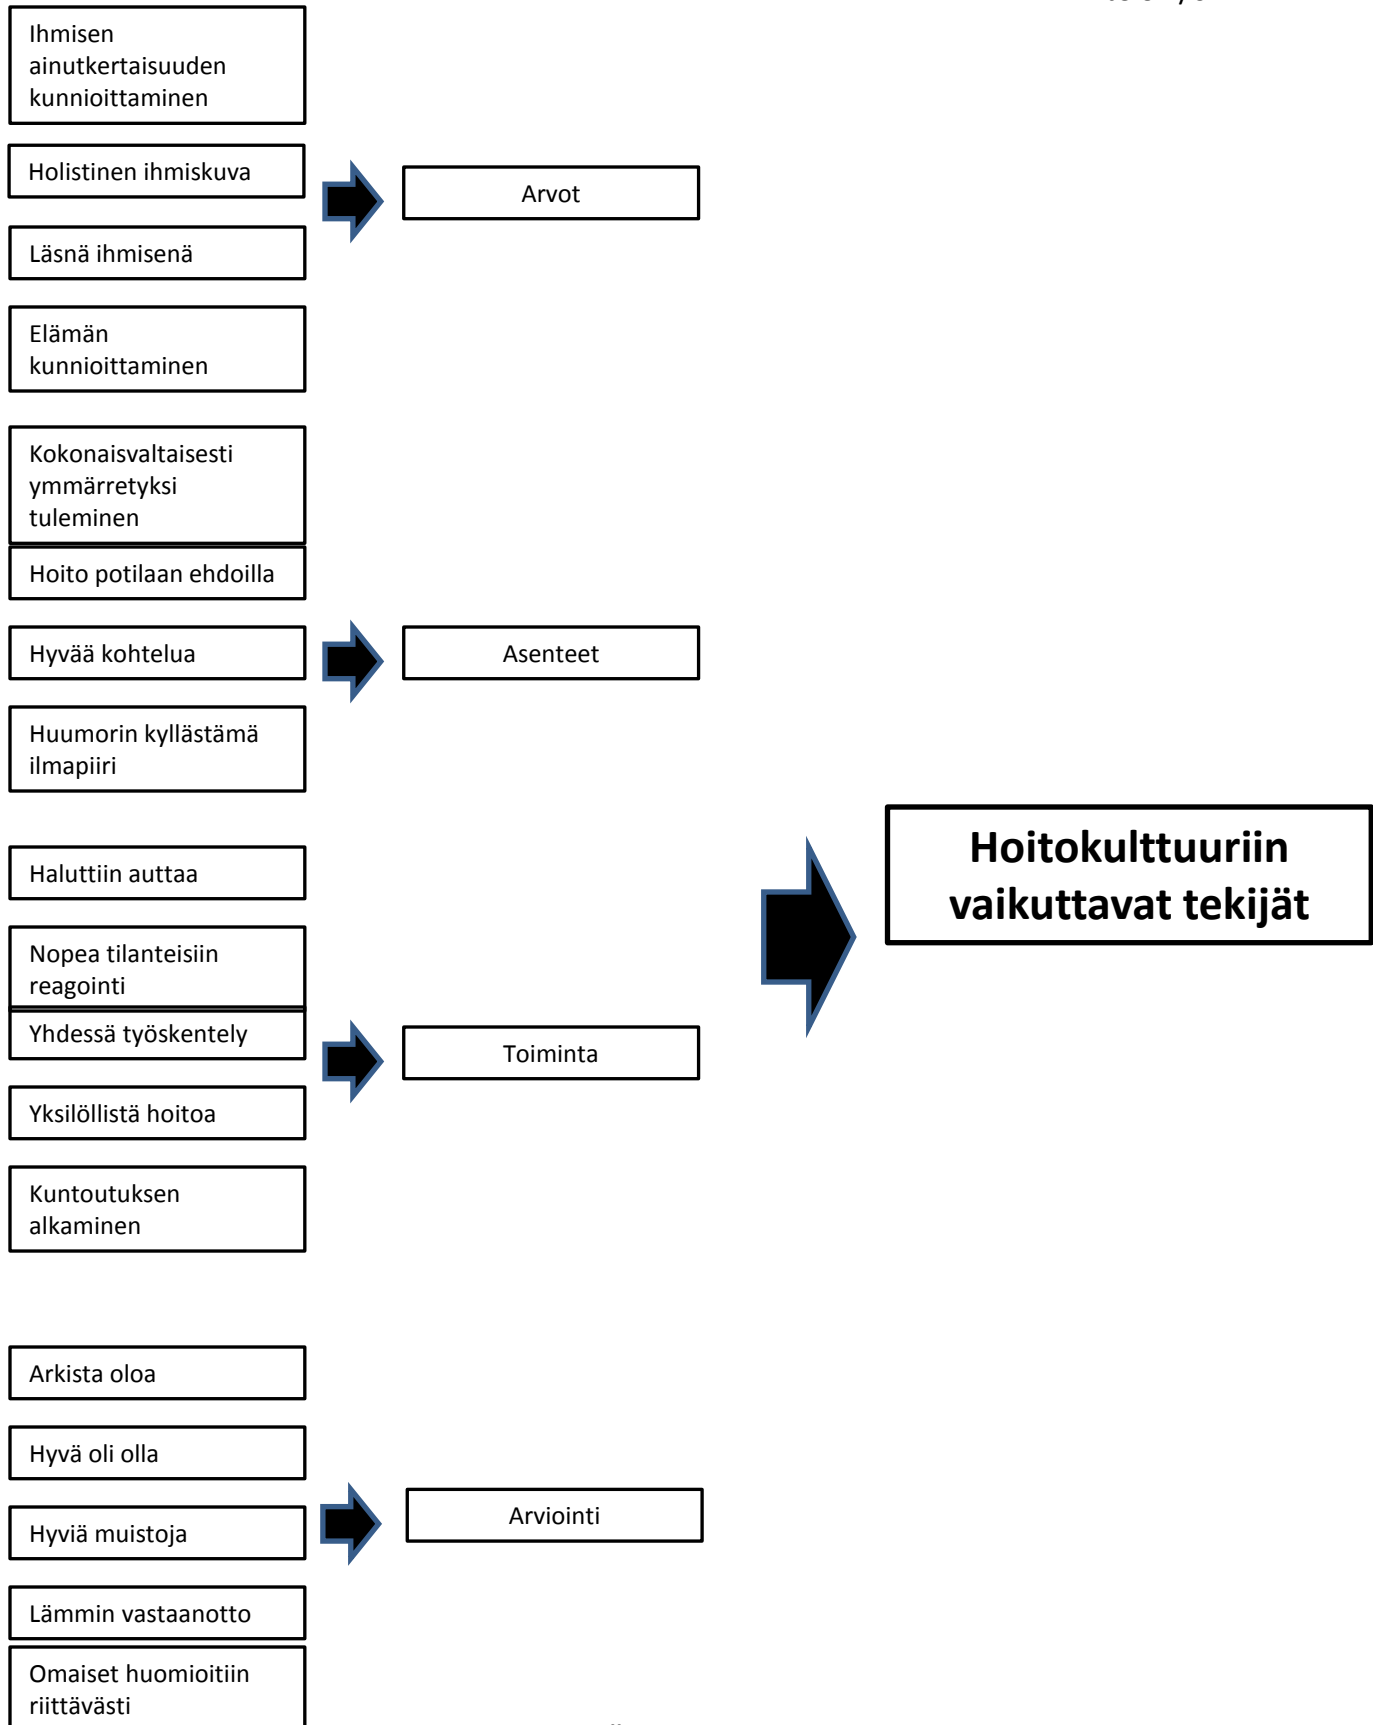 Ihmisen
ainutkertaisuuden
kunnioittaminen
Holistinen ihmiskuva
Arvot
Läsnä ihmisenä
Elämän
kunnioittaminen
Kokonaisvaltaisesti
ymmärretyksi
tuleminen
Hoito potilaan ehdoilla
Hyvää kohtelua
Asenteet
Huumorin kyllästämä
ilmapiiri
Hoitokulttuuriin
vaikuttavat tekijät
Haluttiin auttaa
Nopea tilanteisiin
reagointi
Yhdessä työskentely
Toiminta
Yksilöllistä hoitoa
Kuntoutuksen
alkaminen
Arkista oloa
Hyvä oli olla
Hyviä muistoja
Arviointi
Lämmin vastaanotto
Omaiset huomioitiin
riittävästi